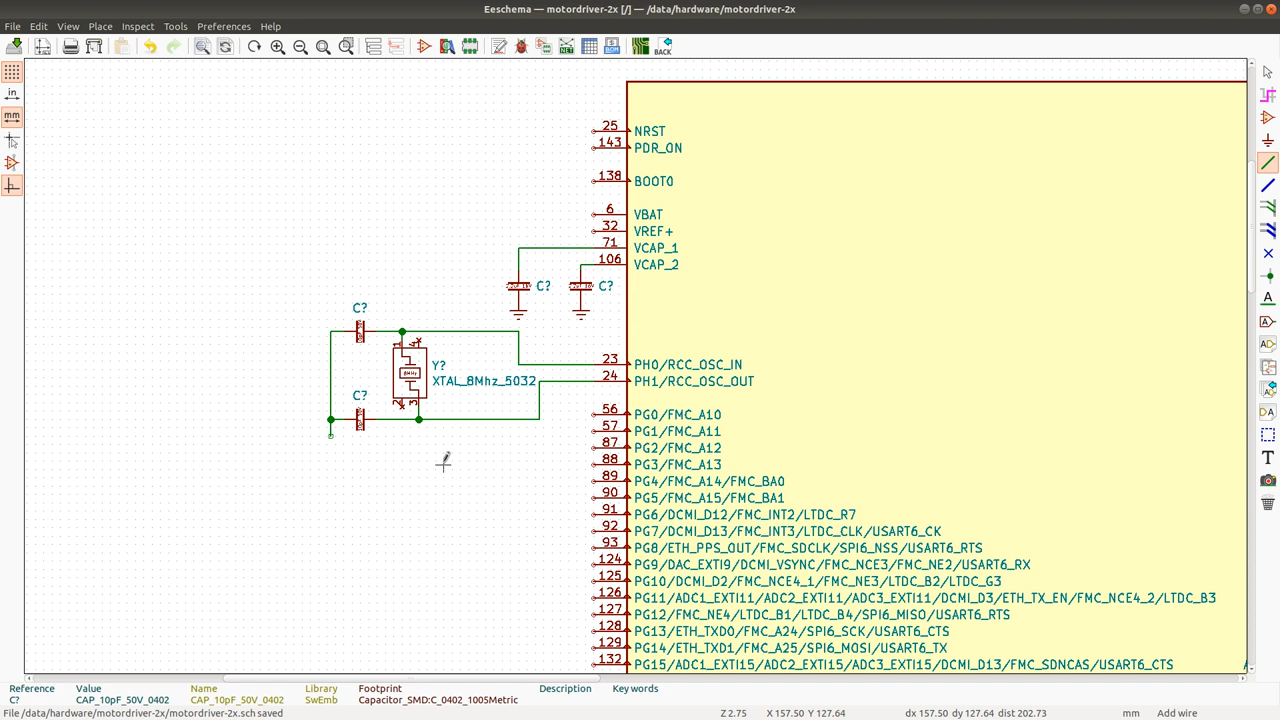 Eeschema — motordriver-2x [/] — /data/hardware/motordriver-2x
File Edit View Place Inspect Tools Preferences Help
BOM
BACK
in
mm
25 NRST
143 PDR_ON
138 BOOT0
6 VBAT
32 VREF+
71 VCAP_1
106 VCAP_2
C? C?
C?
23 PH0/RCC_OSC_IN
Y?
24 PH1/RCC_OSC_OUT
XTAL_8Mhz_5032
8MHz
1 4
2 3
C?
56 PG0/FMC_A10
57 PG1/FMC_A11
87 PG2/FMC_A12
88 PG3/FMC_A13
89 PG4/FMC_A14/FMC_BA0
90 PG5/FMC_A15/FMC_BA1
91 PG6/DCMI_D12/FMC_INT2/LTDC_R7
92 PG7/DCMI_D13/FMC_INT3/LTDC_CLK/USART6_CK
93 PG8/ETH_PPS_OUT/FMC_SDCLK/SPI6_NSS/USART6_RTS
124 PG9/DAC_EXTI9/DCMI_VSYNC/FMC_NCE3/FMC_NE2/USART6_RX
125 PG10/DCMI_D2/FMC_NCE4_1/FMC_NE3/LTDC_B2/LTDC_G3
126 PG11/ADC1_EXTI11/ADC2_EXTI11/ADC3_EXTI11/DCMI_D3/ETH_TX_EN/FMC_NCE4_2/LTDC_B3
127 PG12/FMC_NE4/LTDC_B1/LTDC_B4/SPI6_MISO/USART6_RTS
128 PG13/ETH_TXD0/FMC_A24/SPI6_SCK/USART6_CTS
129 PG14/ETH_TXD1/FMC_A25/SPI6_MOSI/USART6_TX
132 PG15/ADC1_EXTI15/ADC2_EXTI15/ADC3_EXTI15/DCMI_D13/FMC_SDNCAS/USART6_CTS
Reference Value Name Library Footprint Description Key words
C? CAP_10pF_50V_0402 CAP_10pF_50V_0402 SwEmb Capacitor_SMD:C_0402_1005Metric
File /data/hardware/motordriver-2x/motordriver-2x.sch saved Z 2.75 X 157.50 Y 127.64 dx 157.50 dy 127.64 dist 202.73 mm Add wire